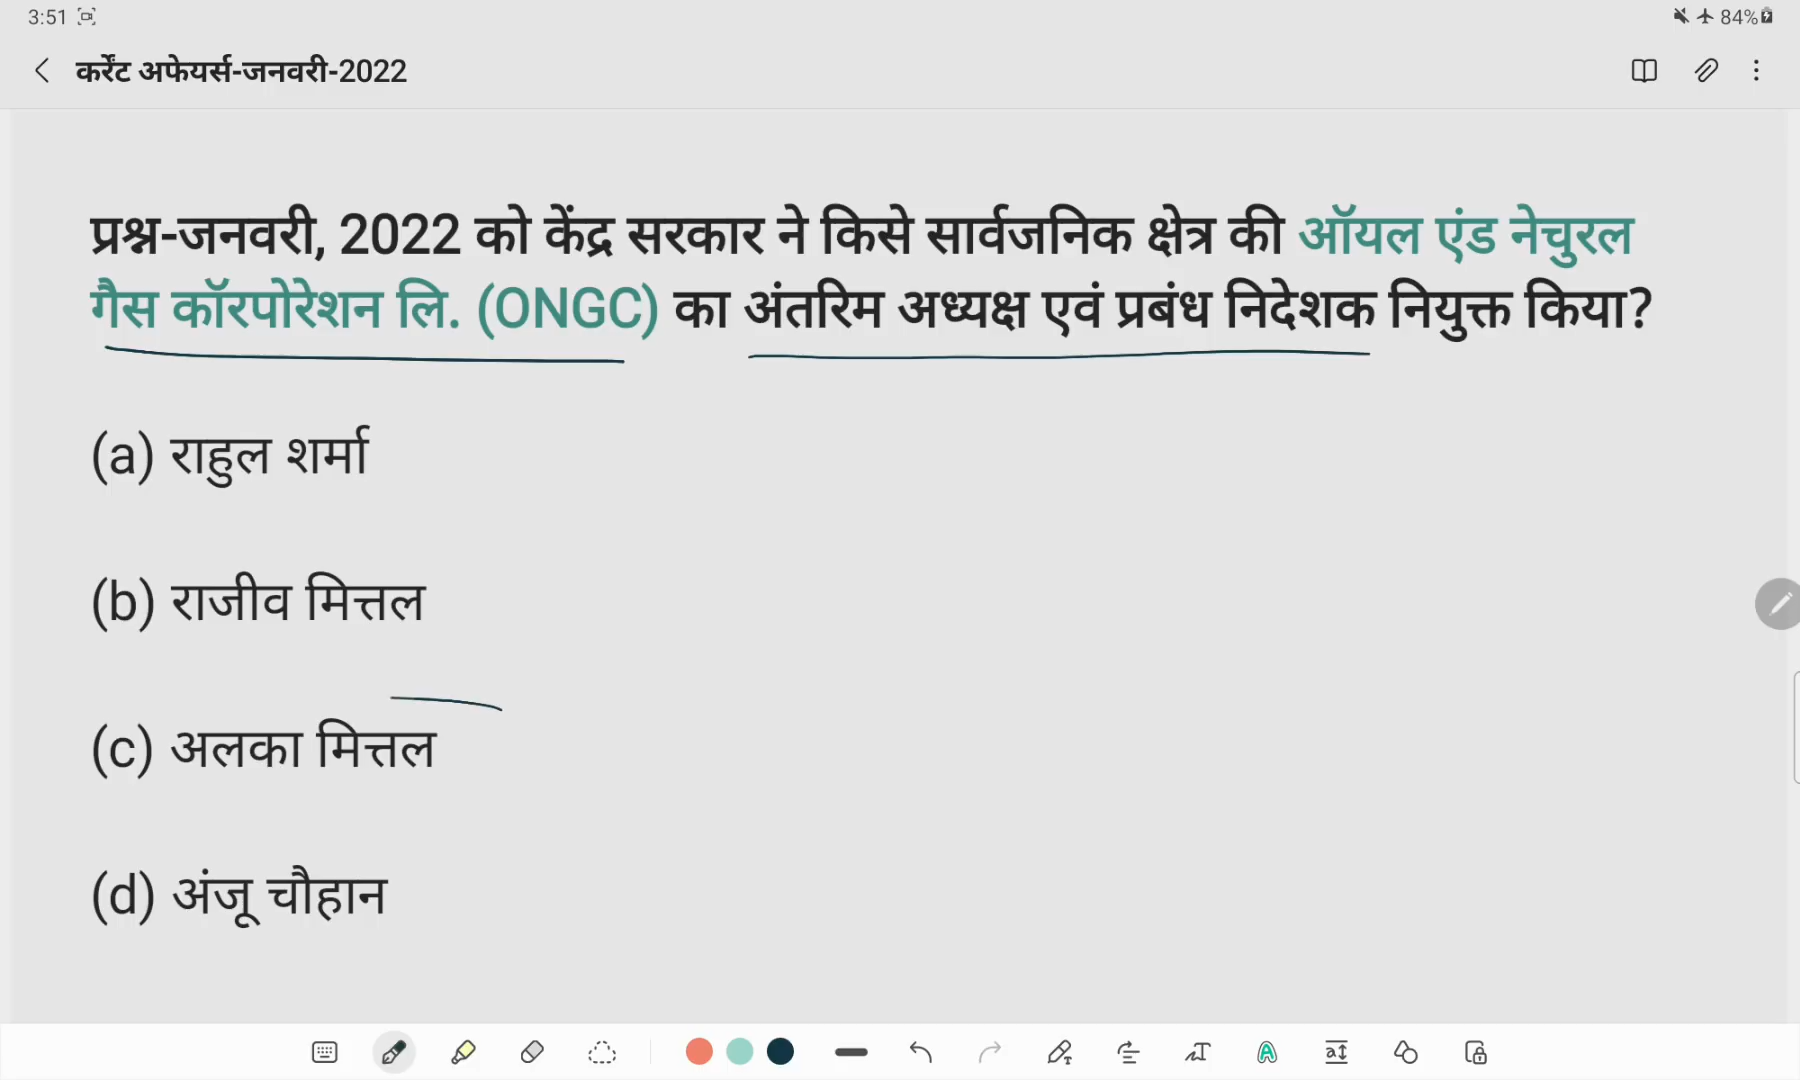 3:51
84%
करेंट अफेयर्स-जनवरी-2022
प्रश्न-जनवरी, 2022 को केंद्र सरकार ने किसे सार्वजनिक क्षेत्र की ऑयल एंड नेचुरल
गैस कॉरपोरेशन लि. (ONGC) का अंतरिम अध्यक्ष एवं प्रबंध निदेशक नियुक्त किया?
(a) राहुल शर्मा
(b) राजीव मित्तल
(c) अलका मित्तल
(d) अंजू चौहान